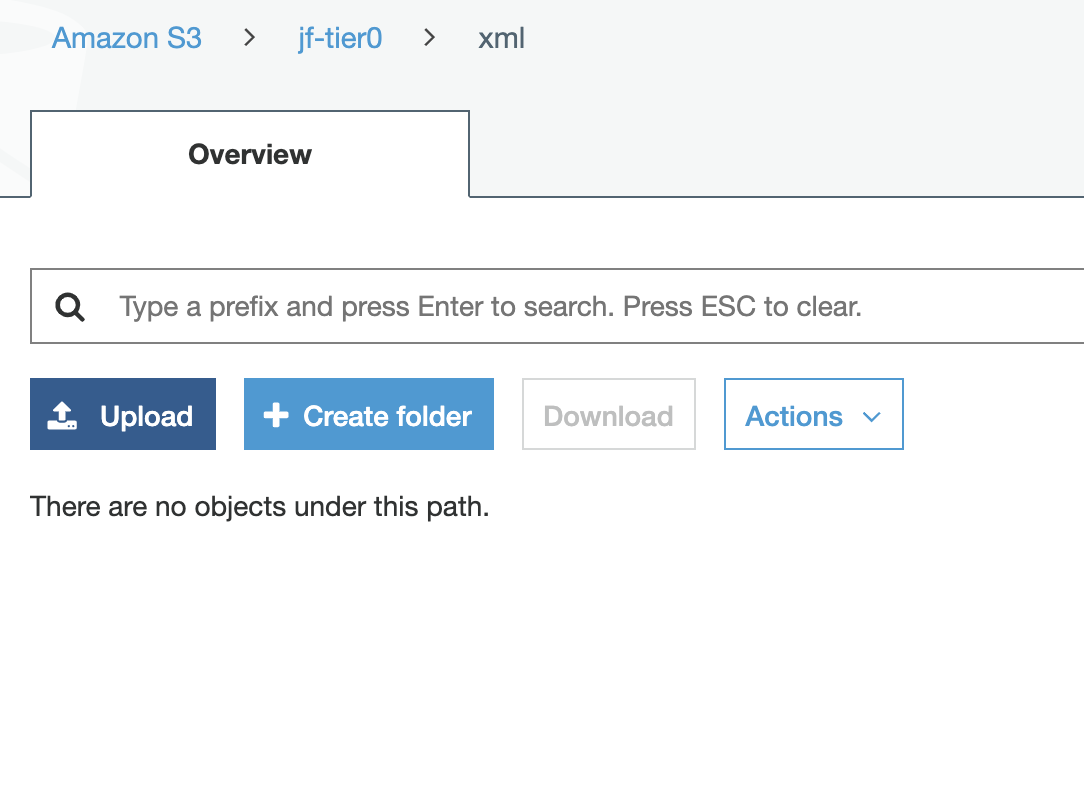 Amazon S3 > jf-tier0 > xml
Overview
Type a prefix and press Enter to search. Press ESC to clear.
Upload Create folder Download Actions
There are no objects under this path.